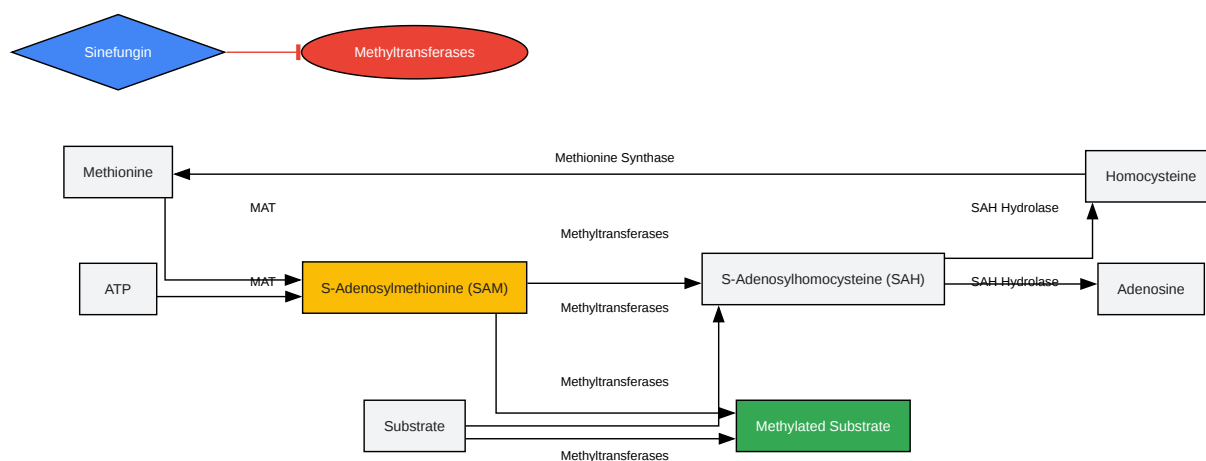 Sinefungin
Methyltransferases
Methionine Synthase
Methionine
Homocysteine
MAT
SAH Hydrolase
Methyltransferases
ATP
MAT
S-Adenosylmethionine (SAM)
S-Adenosylhomocysteine (SAH)
SAH Hydrolase
Adenosine
Methyltransferases
Methyltransferases
Substrate
Methylated Substrate
Methyltransferases